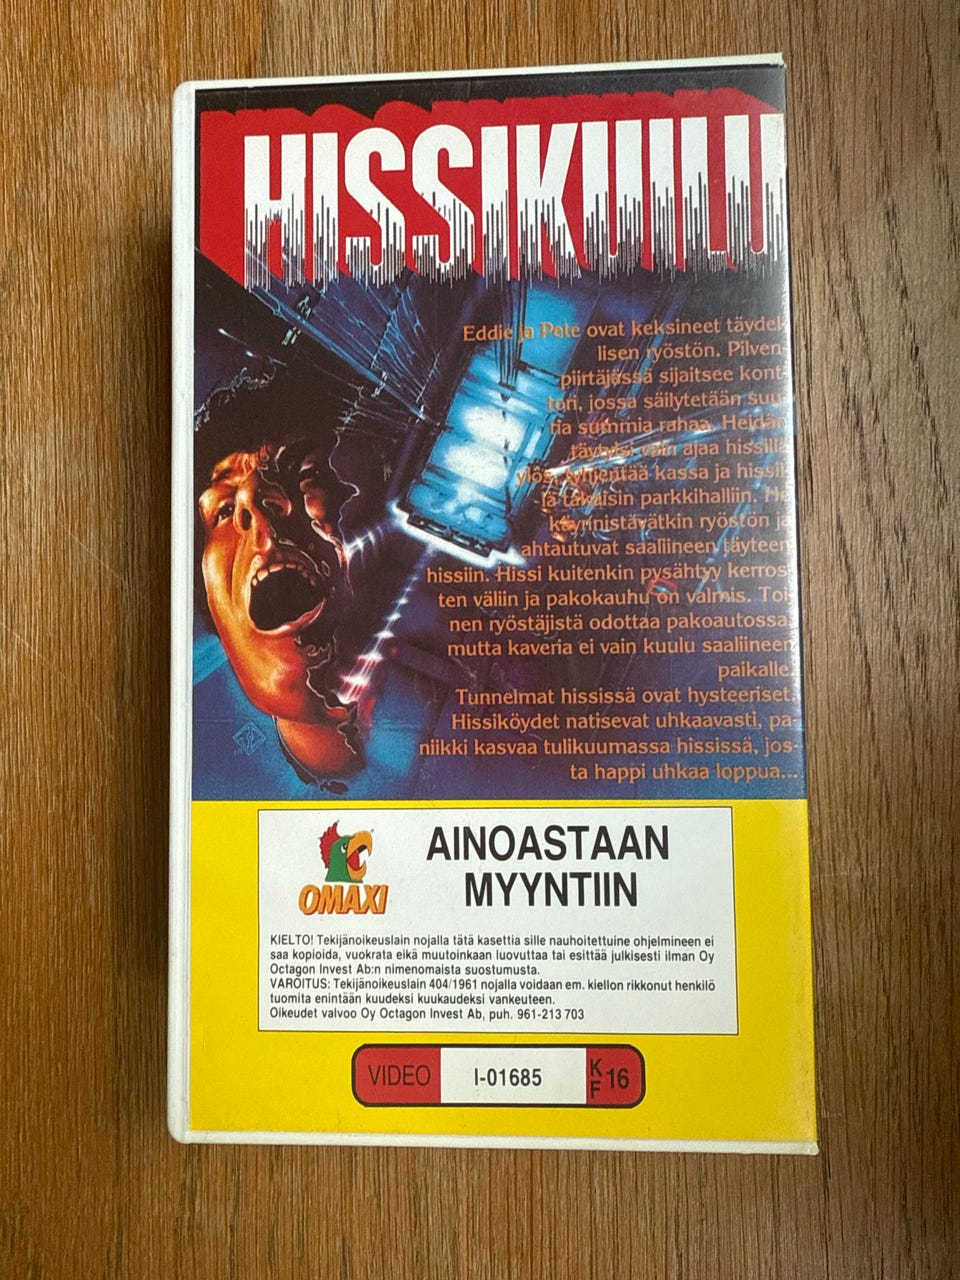 HISSIKUILU
Eddie ja Pete ovat keksineet täydel-
lisen ryöstön. Pilven-
piirtäjässä sijaitsee kont-
tori, jossa säilytetään suu-
ria summia rahaa. Heidän
täytyisi vain ajaa hissillä
ylös, tyhjentää kassa ja hissil-
lä takaisin parkkihalliin. He
käynnistävätkin ryöstön ja
ahtautuvat saaliineen täyteen
hissiin. Hissi kuitenkin pysähtyy kerros-
ten väliin ja pakokauhu on valmis. Toi-
nen ryöstäjistä odottaa pakoautossa,
mutta kaveria ei vain kuulu saaliineen
paikalle.
Tunnelmat hississä ovat hysteeriset.
Hissiköydet natisevat uhkaavasti, pa-
niikki kasvaa tulikuumassa hississä, jos-
ta happi uhkaa loppua...
OMAXI
AINOASTAAN
MYYNTIIN
KIELTO! Tekijänoikeuslain nojalla tätä kasettia sille nauhoitettuine ohjelmineen ei
saa kopioida, vuokrata eikä muutoinkaan luovuttaa tai esittää julkisesti ilman Oy
Octagon Invest Ab:n nimenomaista suostumusta.
VAROITUS: Tekijänoikeuslain 404/1961 nojalla voidaan em. kiellon rikkonut henkilö
tuomita enintään kuudeksi kuukaudeksi vankeuteen.
Oikeudet valvoo Oy Octagon Invest Ab, puh. 961-213 703
VIDEO I-01685 KF 16